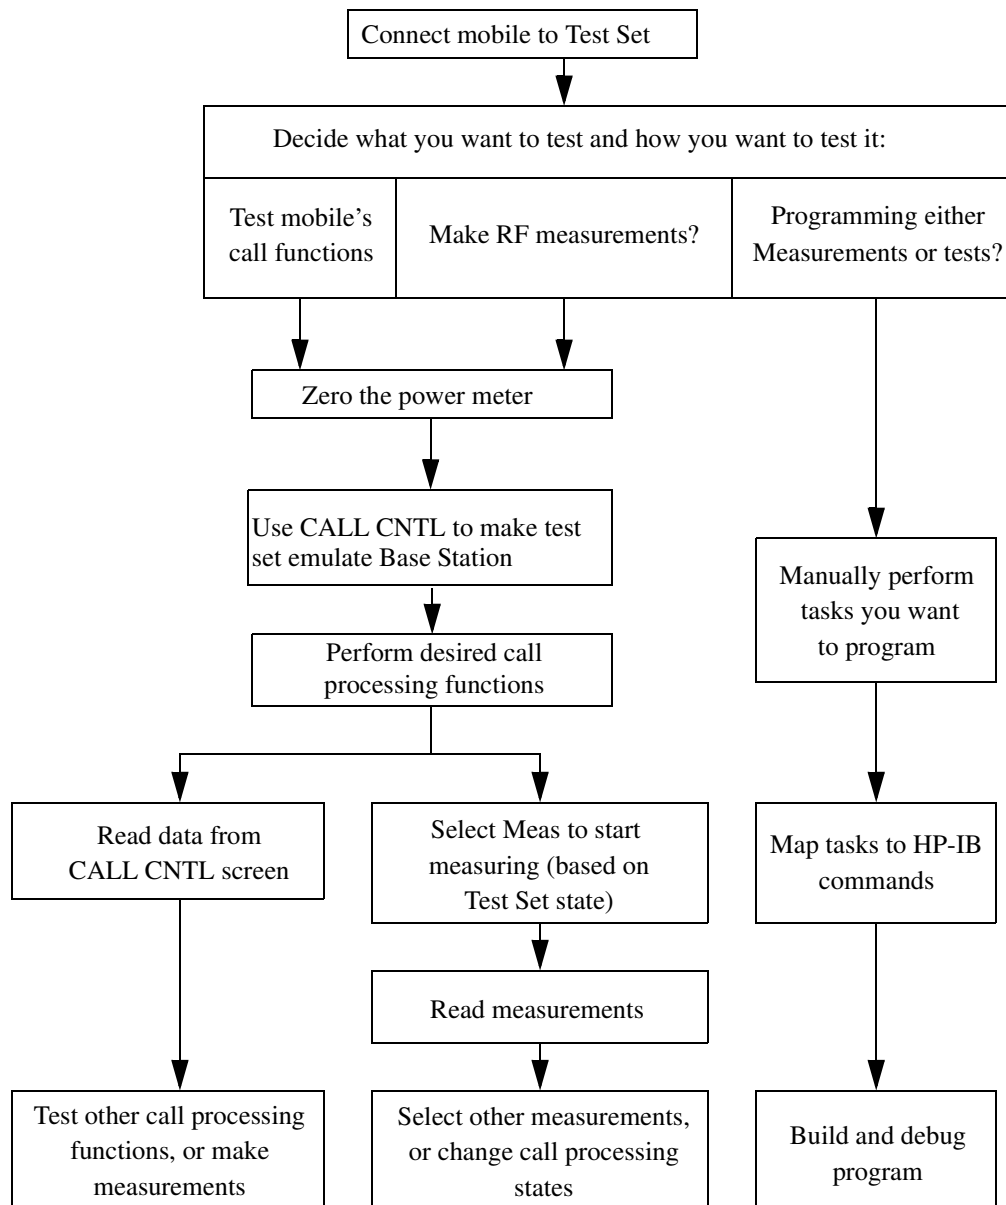 Connect mobile to Test Set
Decide what you want to test and how you want to test it:
Test mobile's
call functions
Make RF measurements?
Programming either
Measurements or tests?
Zero the power meter
Use CALL CNTL to make test
set emulate Base Station
Manually perform
tasks you want
to program
Perform desired call
processing functions
Read data from
CALL CNTL screen
Select Meas to start
measuring (based on
Test Set state)
Map tasks to HP-IB
commands
Read measurements
Test other call processing
functions, or make
measurements
Select other measurements,
or change call processing
states
Build and debug
program